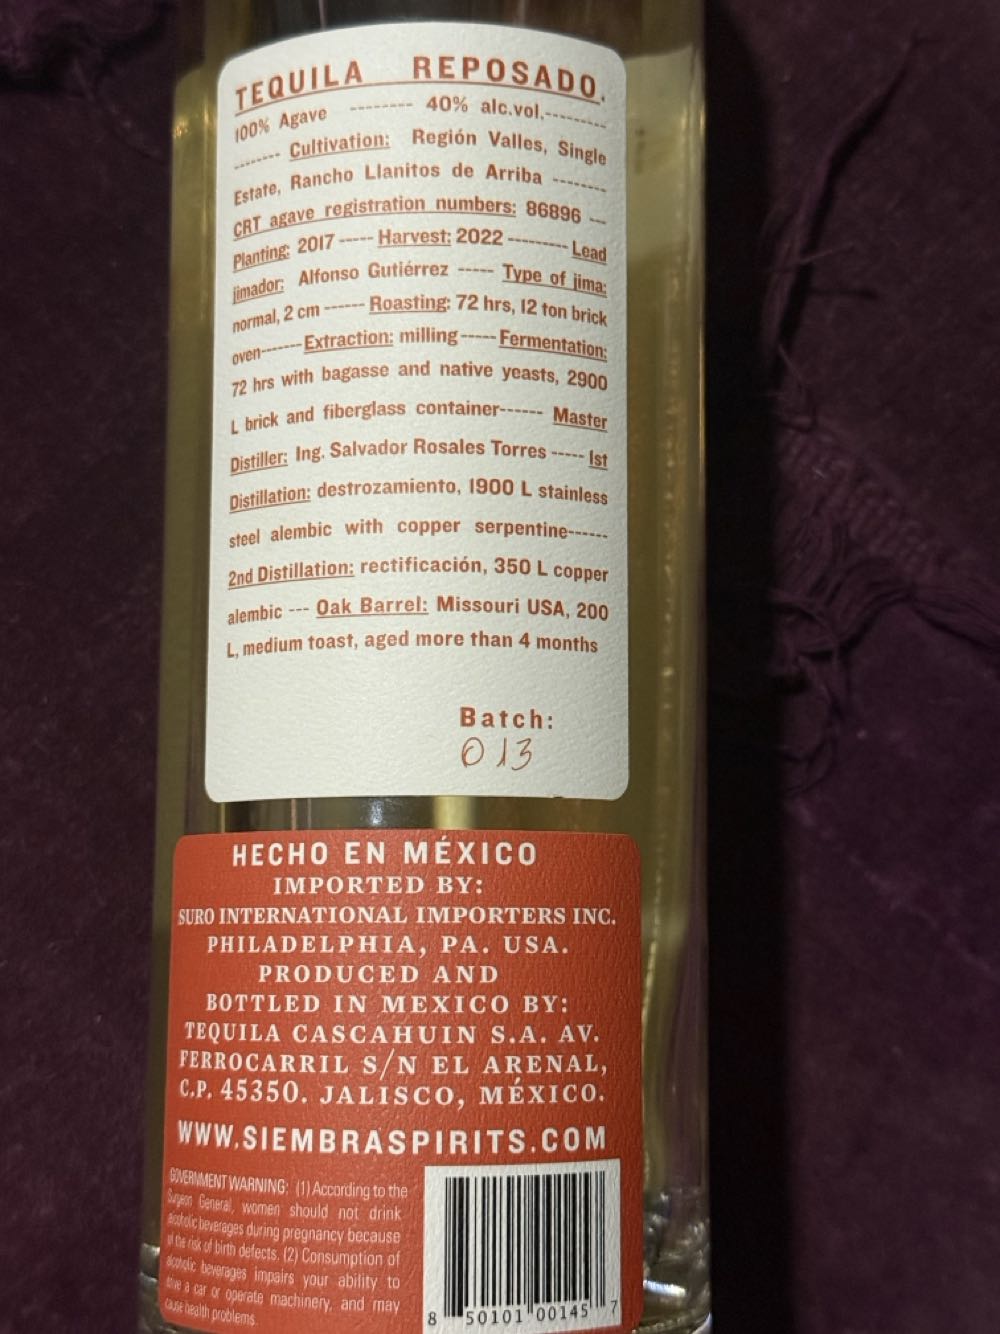 TEQUILA REPOSADO.
100% Agave -------- 40% alc.vol.---------
-------- Cultivation: Región Valles, Single
Estate, Rancho Llanitos de Arriba --------
CRT agave registration numbers: 86896 ---
Planting: 2017 ----- Harvest: 2022 --------- Lead
jimador: Alfonso Gutiérrez ----- Type of jima:
normal, 2 cm ------ Roasting: 72 hrs, 12 ton brick
oven------- Extraction: milling----- Fermentation:
72 hrs with bagasse and native yeasts, 2900
L brick and fiberglass container------ Master
Distiller: Ing. Salvador Rosales Torres ----- 1st
Distillation: destrozamiento, 1900 L stainless
steel alembic with copper serpentine------
2nd Distillation: rectificación, 350 L copper
alembic --- Oak Barrel: Missouri USA, 200
L, medium toast, aged more than 4 months
Batch:
013
HECHO EN MÉXICO
IMPORTED BY:
SURO INTERNATIONAL IMPORTERS INC.
PHILADELPHIA, PA. USA.
PRODUCED AND
BOTTLED IN MEXICO BY:
TEQUILA CASCAHUIN S.A. AV.
FERROCARRIL S/N EL ARENAL,
C.P. 45350. JALISCO, MÉXICO.
WWW.SIEMBRASPIRITS.COM
GOVERNMENT WARNING: (1) According to the
Surgeon General, women should not drink
alcoholic beverages during pregnancy because
of the risk of birth defects. (2) Consumption of
alcoholic beverages impairs your ability to
drive a car or operate machinery, and may
cause health problems.
8 50101 00145 7